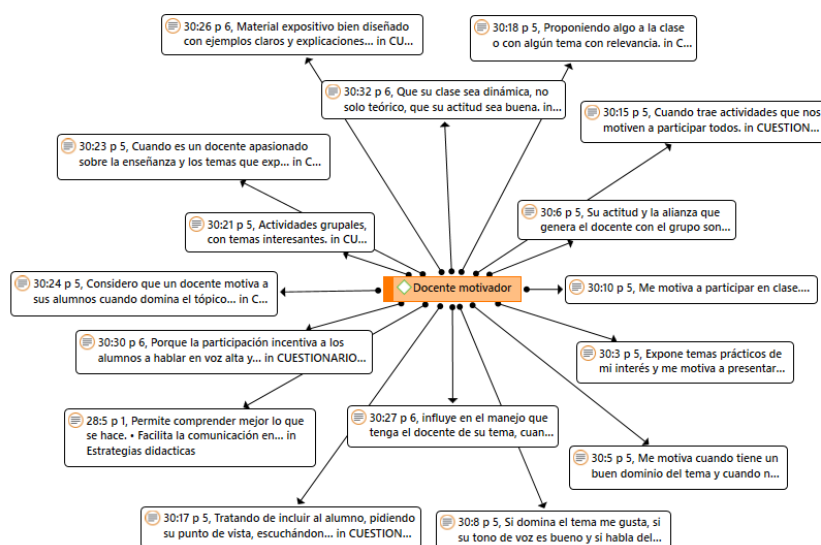 30:26 p 6, Material expositivo bien diseñado
con ejemplos claros y explicaciones... in CU...
30:18 p 5, Proponiendo algo a la clase
o con algún tema con relevancia. in C...
30:32 p 6, Que su clase sea dinámica, no
solo teórico, que su actitud sea buena. in...
30:15 p 5, Cuando trae actividades que nos
motiven a participar todos. in CUESTION...
30:23 p 5, Cuando es un docente apasionado
sobre la enseñanza y los temas que exp... in C...
30:21 p 5, Actividades grupales,
con temas interesantes. in CU...
30:6 p 5, Su actitud y la alianza que
genera el docente con el grupo son...
30:24 p 5, Considero que un docente motiva a
sus alumnos cuando domina el tópico... in C...
Docente motivador
30:10 p 5, Me motiva a participar en clase....
30:30 p 6, Porque la participación incentiva a los
alumnos a hablar en voz alta y... in CUESTIONARIO...
30:3 p 5, Expone temas prácticos de
mi interés y me motiva a presentar...
28:5 p 1, Permite comprender mejor lo que
se hace. • Facilita la comunicación en... in
Estrategias didacticas
30:27 p 6, influye en el manejo que
tenga el docente de su tema, cuan...
30:5 p 5, Me motiva cuando tiene un
buen dominio del tema y cuando n...
30:17 p 5, Tratando de incluir al alumno, pidiendo
su punto de vista, escuchándon... in CUESTION...
30:8 p 5, Si domina el tema me gusta, si
su tono de voz es bueno y si habla del...